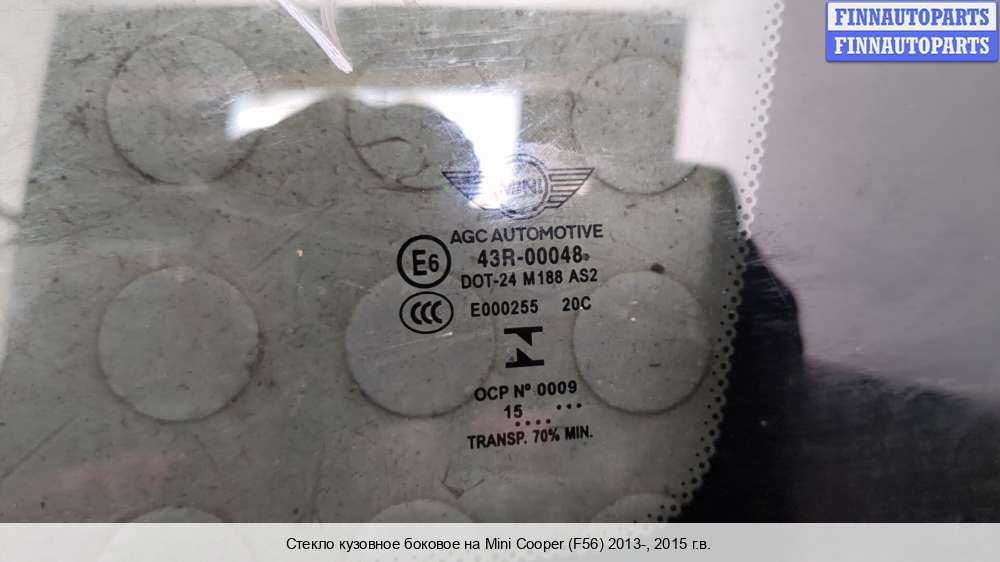 FINNAUTOPARTS
FINNAUTOPARTS
MINI
AGC AUTOMOTIVE
E6
43R-00048
DOT-24 M188 AS2
CCC
E000255 20C
OCP Nº 0009
15
TRANSP. 70% MIN.
Стекло кузовное боковое на Mini Cooper (F56) 2013-, 2015 г.в.